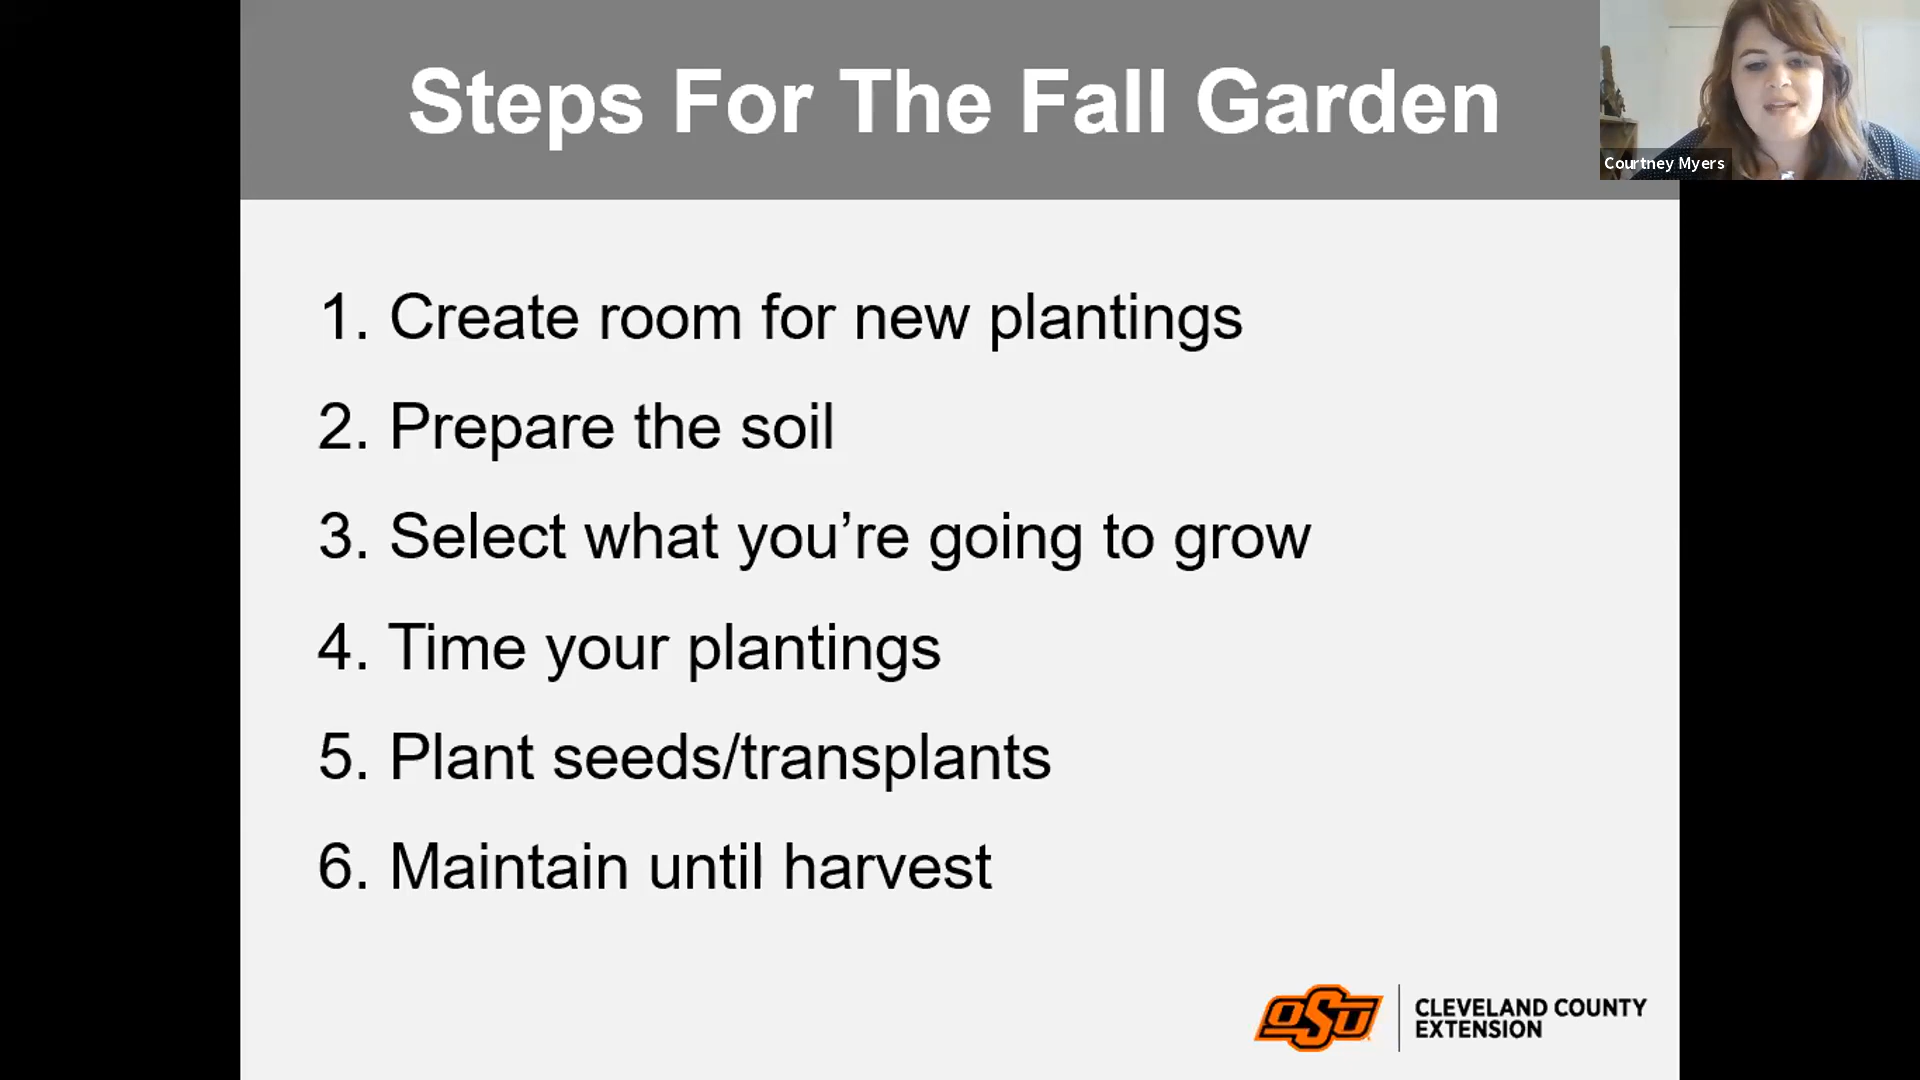 Steps For The Fall Garden
Courtney Myers
1. Create room for new plantings
2. Prepare the soil
3. Select what you’re going to grow
4. Time your plantings
5. Plant seeds/transplants
6. Maintain until harvest
OSU
CLEVELAND COUNTY
EXTENSION